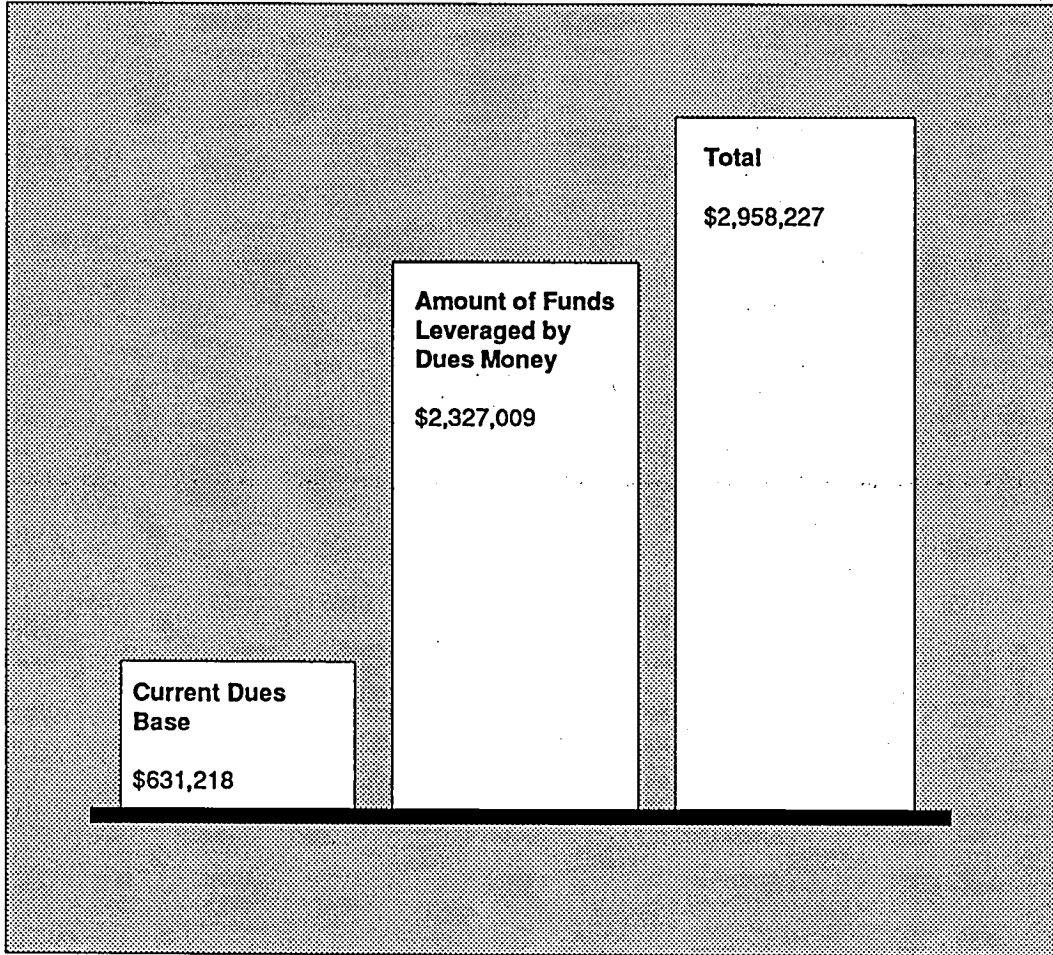 Current Dues
Base
$631,218
Amount of Funds
Leveraged by
Dues Money
$2,327,009
Total
$2,958,227